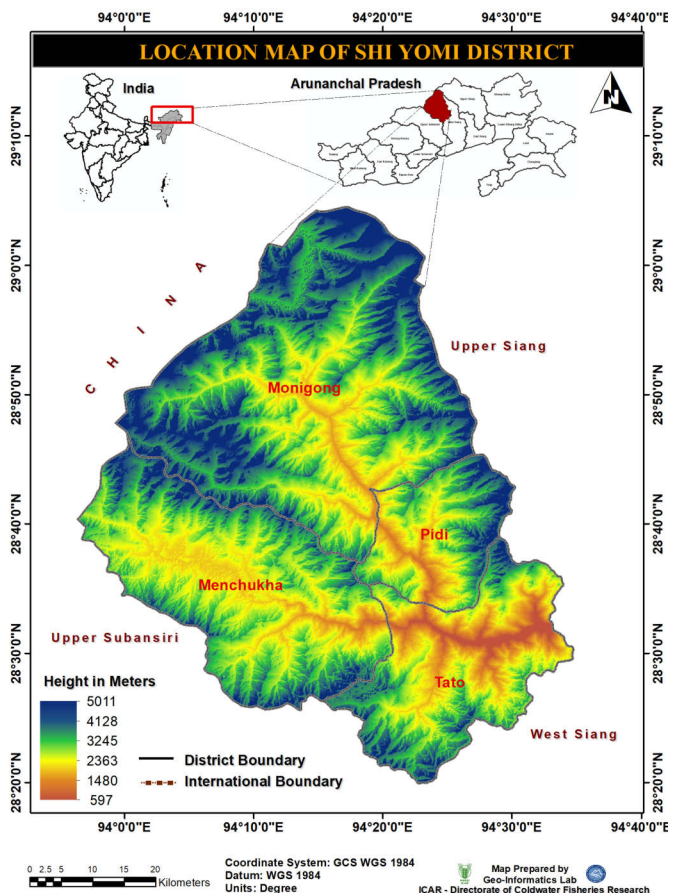 94°0'0"E 94°10'0"E 94°20'0"E 94°30'0"E 94°40'0"E
LOCATION MAP OF SHI YOMI DISTRICT
India
Arunanchal Pradesh
N
29°10'0"N
29°10'0"N
29°0'0"N
29°0'0"N
CHINA
Upper Siang
28°50'0"N
28°50'0"N
Monigong
28°40'0"N
28°40'0"N
Pidi
Menchukha
Upper Subansiri
28°30'0"N
28°30'0"N
Tato
West Siang
Height in Meters
5011
4128
3245
2363
1480
597
District Boundary
International Boundary
28°20'0"N
28°20'0"N
94°0'0"E 94°10'0"E 94°20'0"E 94°30'0"E 94°40'0"E
0 2.5 5 10 15 20
Kilometers
Coordinate System: GCS WGS 1984
Datum: WGS 1984
Units: Degree
Map Prepared by
Geo-Informatics Lab
ICAR - Directorate of Coldwater Fisheries Research